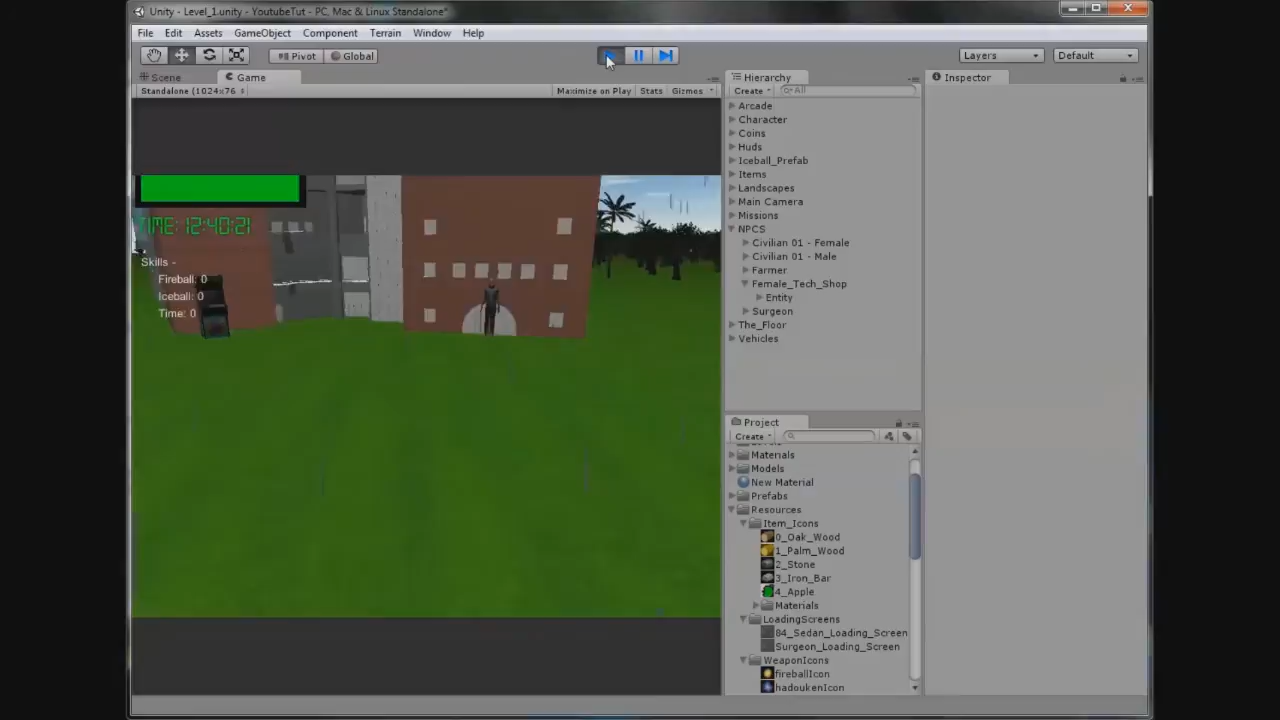 Unity - Level_1.unity - YoutubeTut - PC, Mac & Linux Standalone*
File Edit Assets GameObject Component Terrain Window Help
Pivot Global Layers Default
Scene Game
Standalone (1024x76 Maximize on Play Stats Gizmos
TIME: 12:40:21
Skills -
Fireball: 0
Iceball: 0
Time: 0
Hierarchy
Create All
Arcade
Character
Coins
Huds
Iceball_Prefab
Items
Landscapes
Main Camera
Missions
NPCS
Civilian 01 - Female
Civilian 01 - Male
Farmer
Female_Tech_Shop
Entity
Surgeon
The_Floor
Vehicles
Project
Create
Materials
Models
New Material
Prefabs
Resources
Item_Icons
0_Oak_Wood
1_Palm_Wood
2_Stone
3_Iron_Bar
4_Apple
Materials
LoadingScreens
84_Sedan_Loading_Screen
Surgeon_Loading_Screen
WeaponIcons
fireballIcon
hadoukenIcon
Inspector